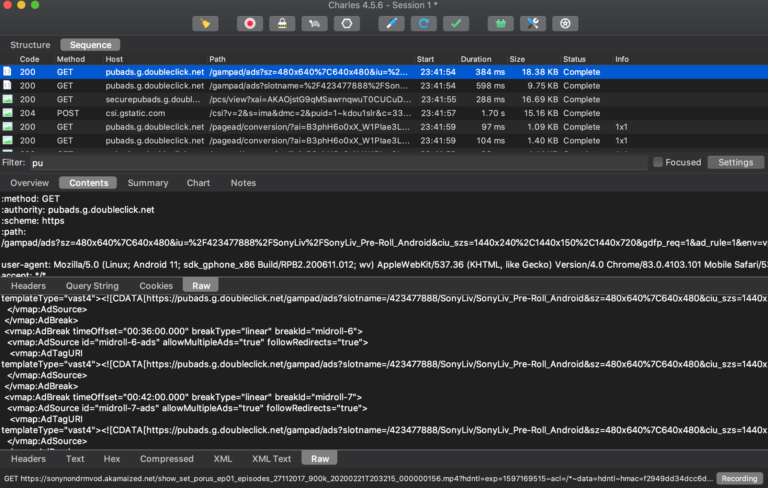 Charles 4.5.6 - Session 1 *
Structure Sequence
Code Method Host Path Start Duration Size Status Info
200 GET pubads.g.doubleclick.net /gampad/ads?sz=480x640%7C640x480&iu=%2... 23:41:54 384 ms 18.38 KB Complete
200 GET pubads.g.doubleclick.net /gampad/ads?slotname=/%2F423477888%2FSon... 23:41:54 598 ms 9.75 KB Complete
200 GET securepubads.g.doubl... /pcs/view?xai=AKAOjstG9qMSawrnqwuT0CUCuD... 23:41:55 288 ms 16.69 KB Complete
204 POST csi.gstatic.com /csi?v=2&s=ima&dmc=2&puid=1~kdou1slr&c=33... 23:41:57 1.70 s 15.16 KB Complete
200 GET pubads.g.doubleclick.net /pagead/conversion/?ai=B3phH6o0xX_W1PIae3L... 23:41:59 97 ms 1.09 KB Complete 1x1
200 GET pubads.g.doubleclick.net /pagead/conversion/?ai=B3phH6o0xX_W1PIae3L... 23:41:59 104 ms 1.40 KB Complete 1x1
Filter: pu Focused Settings
Overview Contents Summary Chart Notes
:method: GET
:authority: pubads.g.doubleclick.net
:scheme: https
:path:
/gampad/ads?sz=480x640%7C640x480&iu=%2F423477888%2FSonyLiv%2FSonyLiv_Pre-Roll_Android&ciu_szs=1440x240%2C1440x150%2C1440x720&gdfp_req=1&ad_rule=1&env=v
user-agent: Mozilla/5.0 (Linux; Android 11; sdk_gphone_x86 Build/RPB2.200611.012; wv) AppleWebKit/537.36 (KHTML, like Gecko) Version/4.0 Chrome/83.0.4103.101 Mobile Safari/53
accept: */*
Headers Query String Cookies Raw
templateType="vast4"><![CDATA[https://pubads.g.doubleclick.net/gampad/ads?slotname=/423477888/SonyLiv/SonyLiv_Pre-Roll_Android&sz=480x640%7C640x480&ciu_szs=1440x
</vmap:AdSource>
</vmap:AdBreak>
<vmap:AdBreak timeOffset="00:36:00.000" breakType="linear" breakId="midroll-6">
<vmap:AdSource id="midroll-6-ads" allowMultipleAds="true" followRedirects="true">
<vmap:AdTagURI
templateType="vast4"><![CDATA[https://pubads.g.doubleclick.net/gampad/ads?slotname=/423477888/SonyLiv/SonyLiv_Pre-Roll_Android&sz=480x640%7C640x480&ciu_szs=1440x
</vmap:AdSource>
</vmap:AdBreak>
<vmap:AdBreak timeOffset="00:42:00.000" breakType="linear" breakId="midroll-7">
<vmap:AdSource id="midroll-7-ads" allowMultipleAds="true" followRedirects="true">
<vmap:AdTagURI
templateType="vast4"><![CDATA[https://pubads.g.doubleclick.net/gampad/ads?slotname=/423477888/SonyLiv/SonyLiv_Pre-Roll_Android&sz=480x640%7C640x480&ciu_szs=1440x
</vmap:AdSource>
Headers Text Hex Compressed XML XML Text Raw
GET https://sonynondrmvod.akamaized.net/show_set_porus_ep01_episodes_27112017_900k_20200221T203215_000000156.mp4?hdntl=exp=1597169515~acl=/*~data=hdntl~hmac=f2949dd34dcc6d... Recording